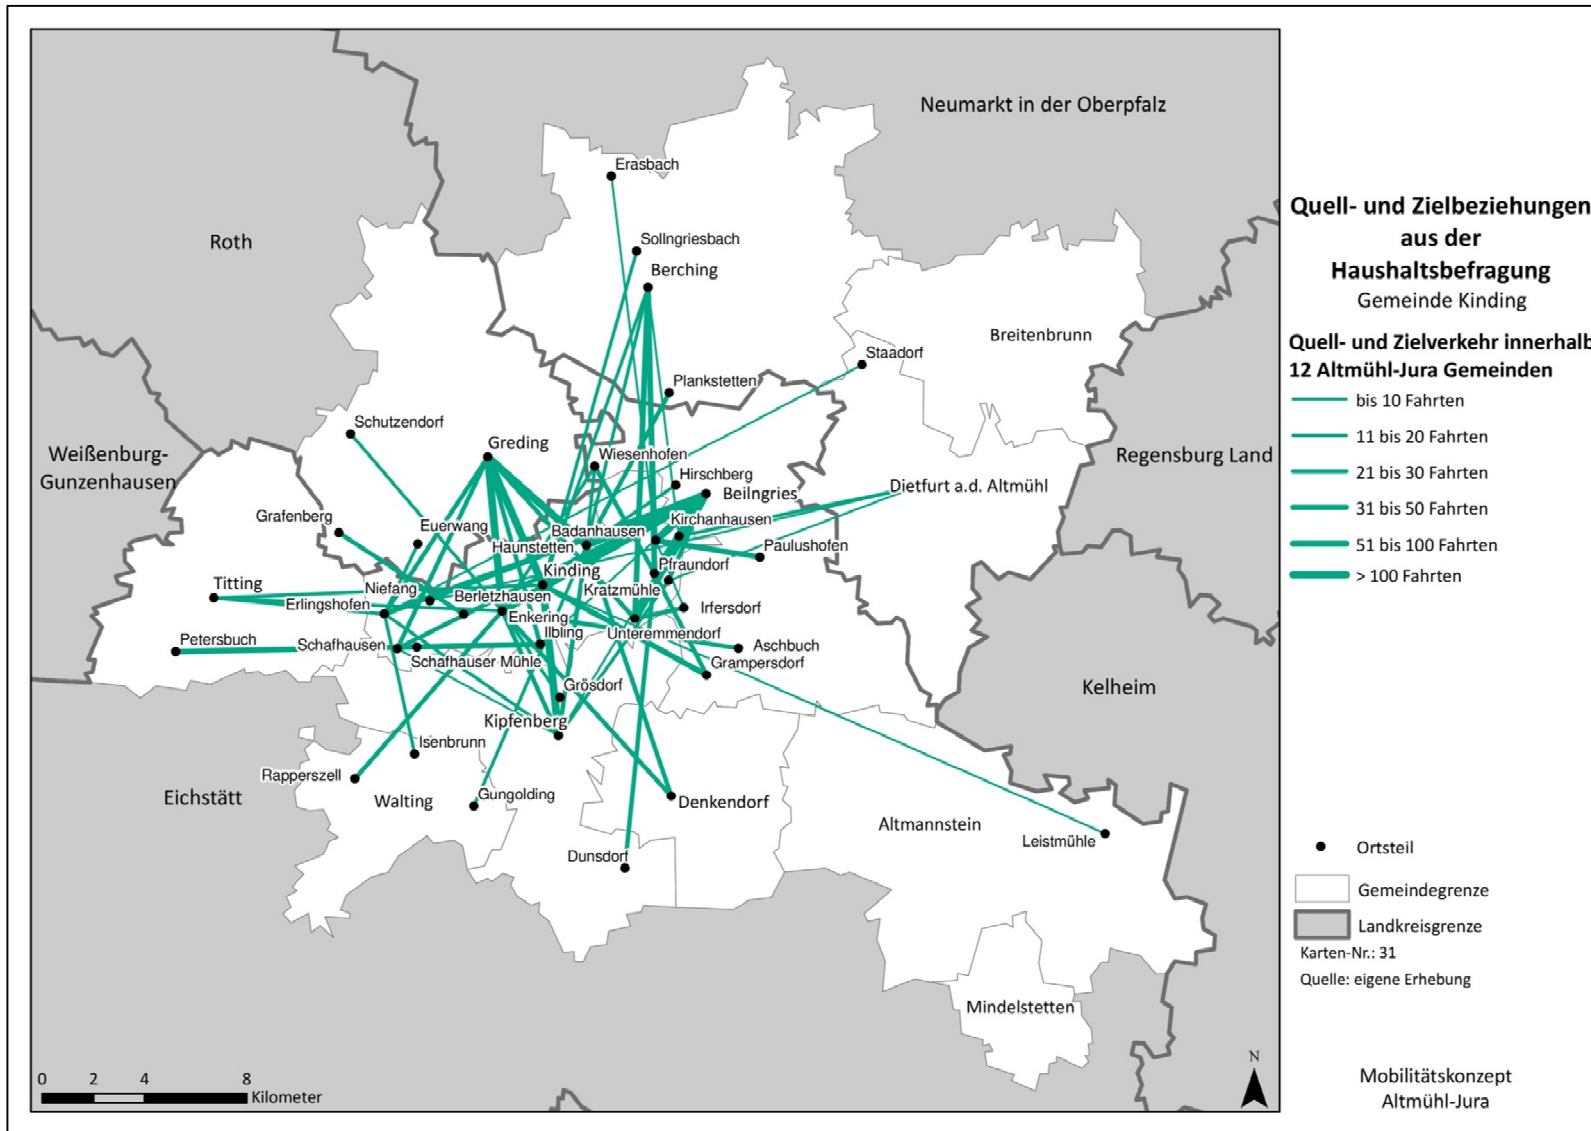 Neumarkt in der Oberpfalz
Erasbach
Roth
Sollngriesbach
Berching
Breitenbrunn
Staadorf
Plankstetten
Schutzendorf
Greding
Weißenburg-
Gunzenhausen
Wiesenhofen
Regensburg Land
Hirschberg
Dietfurt a.d. Altmühl
Beilngries
Grafenberg
Euerwang
Kirchanhausen
Badanhausen
Haunstetten
Paulushofen
Pfraundorf
Kinding
Titting
Niefang
Kratzmühle
Berletzhausen
Erlingshofen
Irfersdorf
Enkering
Ilbling
Unteremmendorf
Petersbuch
Schafhausen
Aschbuch
Schafhauser Mühle
Grampersdorf
Grösdorf
Kelheim
Kipfenberg
Isenbrunn
Rapperszell
Eichstätt
Walting
Gungolding
Denkendorf
Altmannstein
Leistmühle
Dunsdorf
Mindelstetten
0 2 4 8
Kilometer
N
Quell- und Zielbeziehungen
aus der
Haushaltsbefragung
Gemeinde Kinding
Quell- und Zielverkehr innerhalb
12 Altmühl-Jura Gemeinden
bis 10 Fahrten
11 bis 20 Fahrten
21 bis 30 Fahrten
31 bis 50 Fahrten
51 bis 100 Fahrten
> 100 Fahrten
Ortsteil
Gemeindegrenze
Landkreisgrenze
Karten-Nr.: 31
Quelle: eigene Erhebung
Mobilitätskonzept
Altmühl-Jura